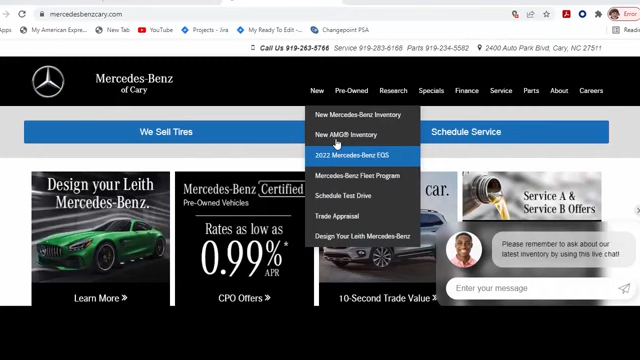 mercedesbenzcary.com
Error
Apps
My American Expre...
New Tab
YouTube
Projects - Jira
My Ready To Edit - ...
Changepoint PSA
Call Us 919-263-5766 Service 919-283-6168 Parts 919-234-5582 2400 Auto Park Blvd, Cary, NC 27511
Mercedes-Benz
of Cary
New Pre-Owned Research Specials Finance Service Parts About Careers
New Mercedes-Benz Inventory
New AMG® Inventory
2022 Mercedes-Benz EQS
Mercedes-Benz Fleet Program
Schedule Test Drive
Trade Appraisal
Design Your Leith Mercedes-Benz
We Sell Tires
Schedule Service
Design your Leith
Mercedes-Benz.
Learn More »
Mercedes-Benz Certified
Pre-Owned Vehicles
Rates as low as
0.99%*
APR
CPO Offers »
car.
10-Second Trade Value »
Service A &
Service B Offers
Please remember to ask about our
latest inventory by using this live chat!
Enter your message